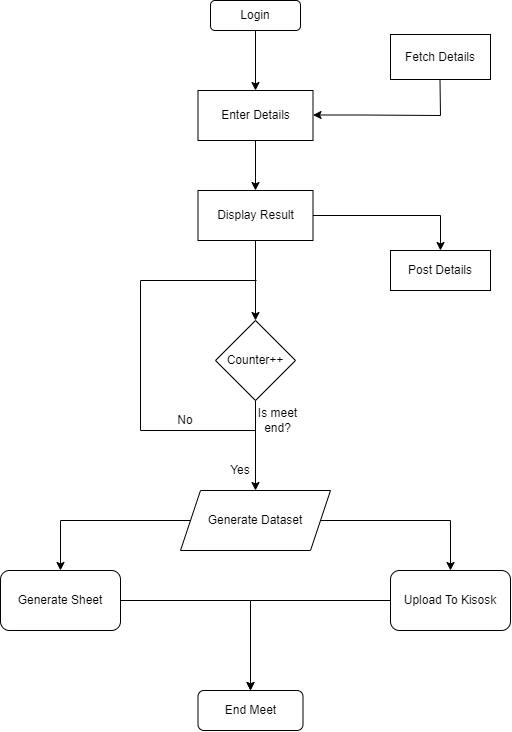 Login
Fetch Details
Enter Details
Display Result
Post Details
Counter++
Is meet
end?
No
Yes
Generate Dataset
Generate Sheet
Upload To Kisosk
End Meet